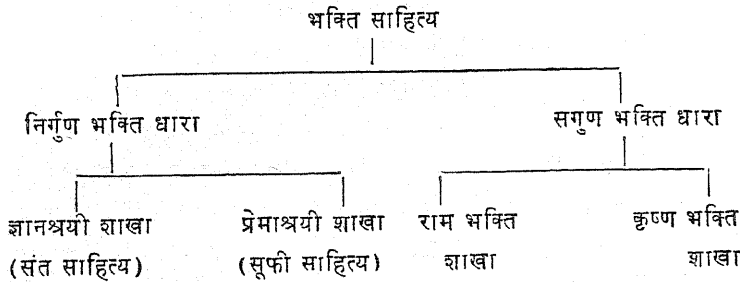 भक्ति साहित्य
निर्गुण भक्ति धारा
सगुण भक्ति धारा
ज्ञानश्रयी शाखा
(संत साहित्य)
प्रेमाश्रयी शाखा
(सूफी साहित्य)
राम भक्ति
शाखा
कृष्ण भक्ति
शाखा